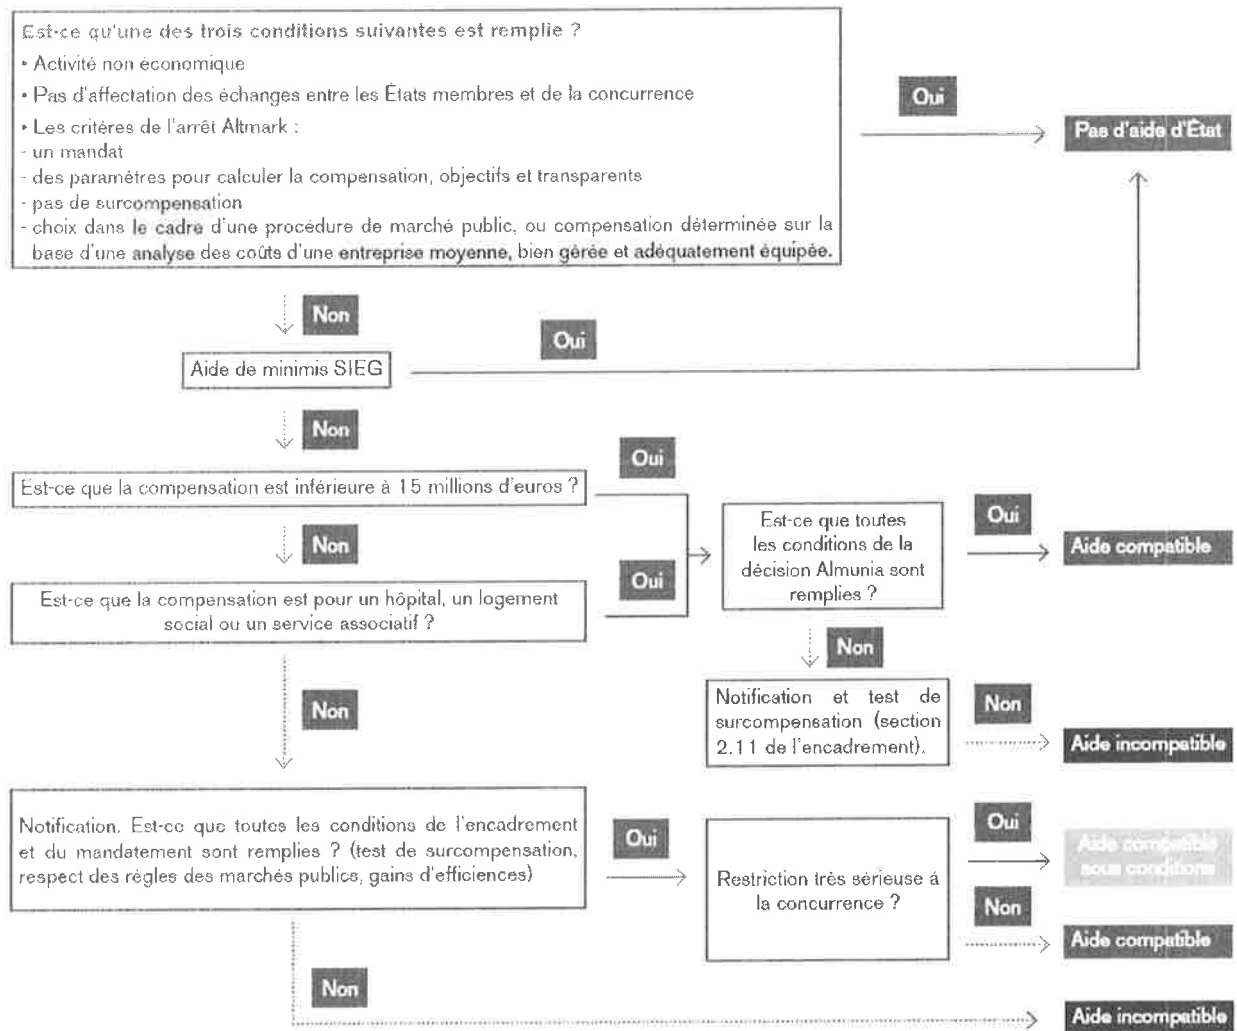 Est-ce qu'une des trois conditions suivantes est remplie ?
• Activité non économique
• Pas d'affectation des échanges entre les États membres et de la concurrence
• Les critères de l'arrêt Altmark :
- un mandat
- des paramètres pour calculer la compensation, objectifs et transparents
- pas de surcompensation
- choix dans le cadre d'une procédure de marché public, ou compensation déterminée sur la
base d'une analyse des coûts d'une entreprise moyenne, bien gérée et adéquatement équipée.
Oui
Pas d'aide d'État
Non
Oui
Aide de minimis SIEG
Non
Oui
Est-ce que la compensation est inférieure à 15 millions d'euros ?
Non
Oui
Est-ce que la compensation est pour un hôpital, un logement
social ou un service associatif ?
Est-ce que toutes
les conditions de la
décision Almunia sont
remplies ?
Oui
Aide compatible
Non
Notification et test de
surcompensation (section
2.11 de l'encadrement).
Non
Aide incompatible
Non
Notification. Est-ce que toutes les conditions de l'encadrement
et du mandatement sont remplies ? (test de surcompensation,
respect des règles des marchés publics, gains d'efficiences)
Oui
Restriction très sérieuse à
la concurrence ?
Oui
Aide compatible
sous conditions
Non
Aide compatible
Non
Aide incompatible